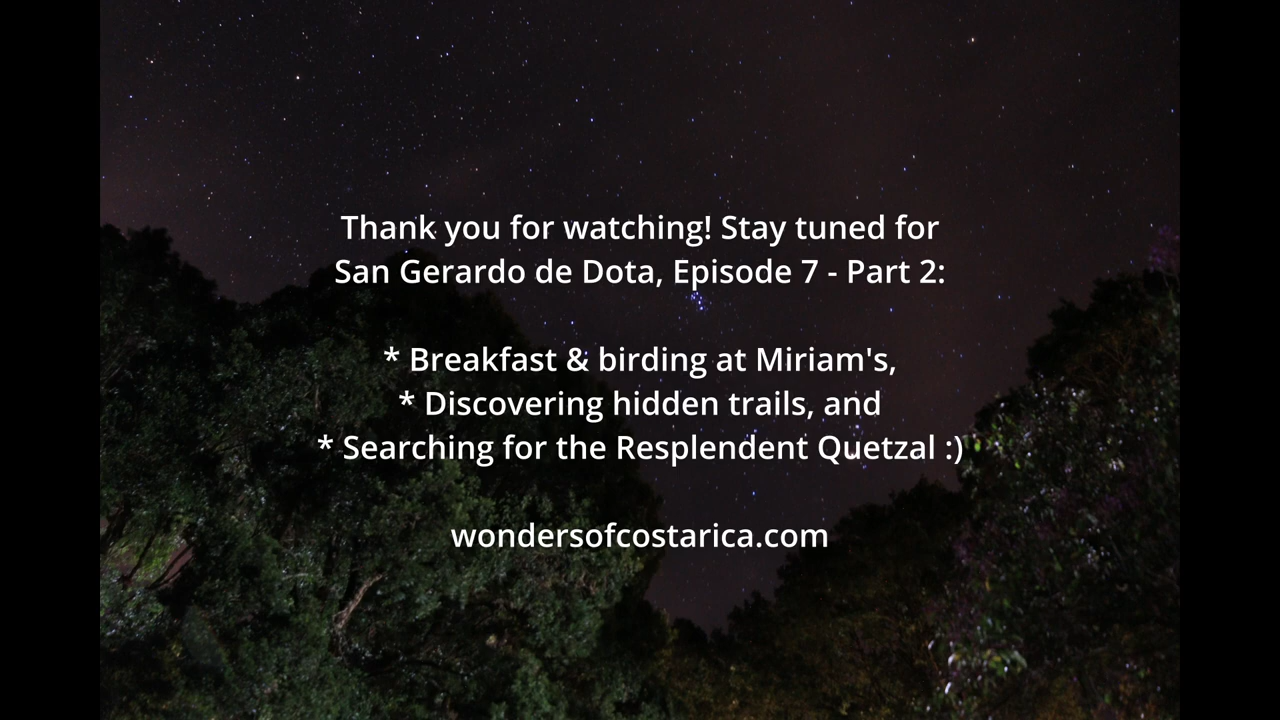 Thank you for watching! Stay tuned for
San Gerardo de Dota, Episode 7 - Part 2:
* Breakfast & birding at Miriam's,
* Discovering hidden trails, and
* Searching for the Resplendent Quetzal :)
wondersofcostarica.com